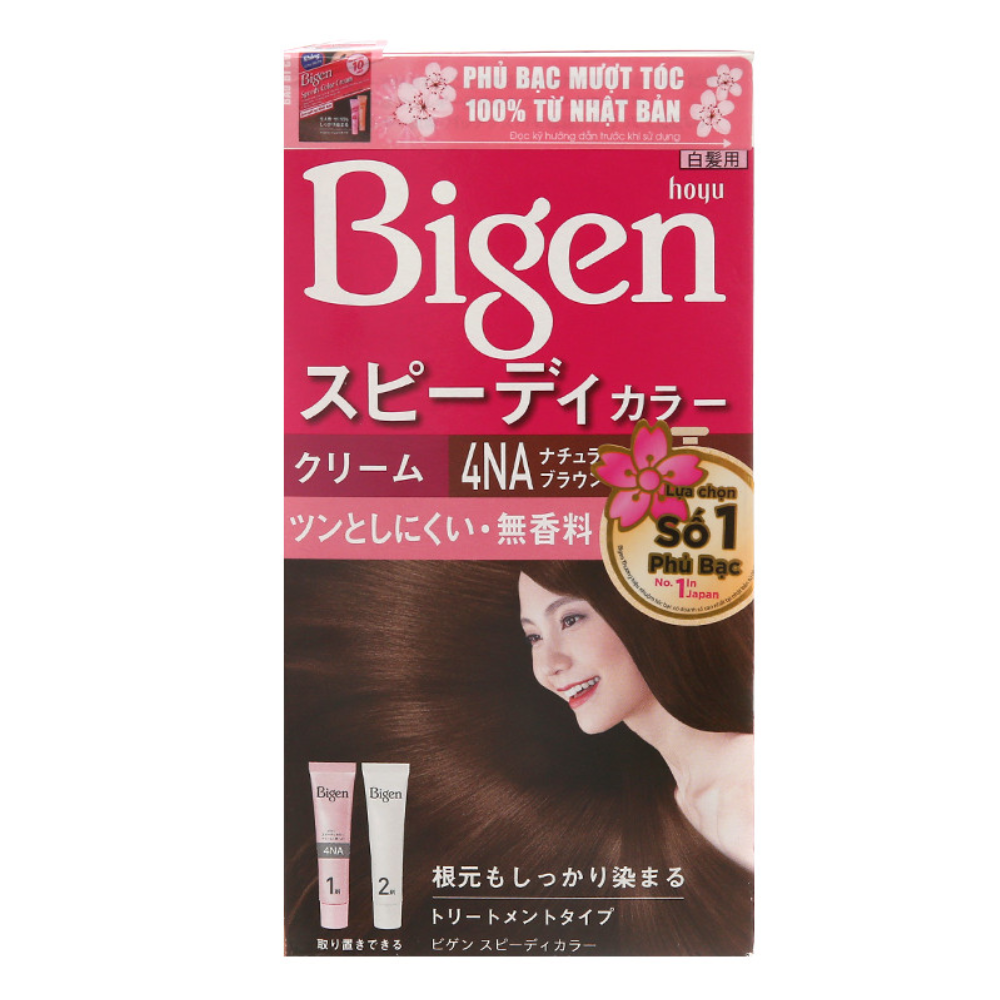 PHỦ BẠC MƯỢT TÓC
100% TỪ NHẬT BẢN
Đọc kỹ hướng dẫn trước khi sử dụng
Bigen
Speedy Color Cream
白髪用
hoyu
Bigen
スピーディカラー
クリーム
4NA
ナチュラ
ブラウン
ツンとしにくい・無香料
Lựa chọn
Số 1
Phủ Bạc
No. 1 In
Japan
Bigen
4NA
1剤
Bigen
2剤
取り置きできる
根元もしっかり染まる
トリートメントタイプ
ビゲン スピーディカラー